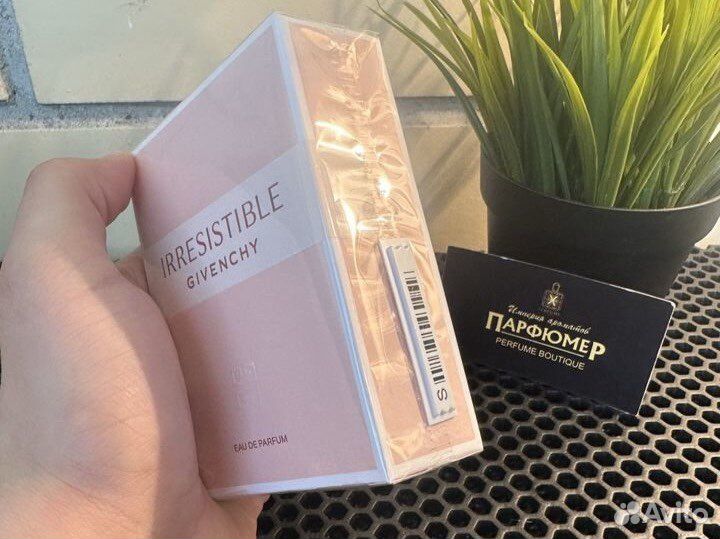 IRRESISTIBLE
GIVENCHY
EAU DE PARFUM
S
Империя ароматов
ПАРФЮМЕР
PERFUME BOUTIQUE
Avito